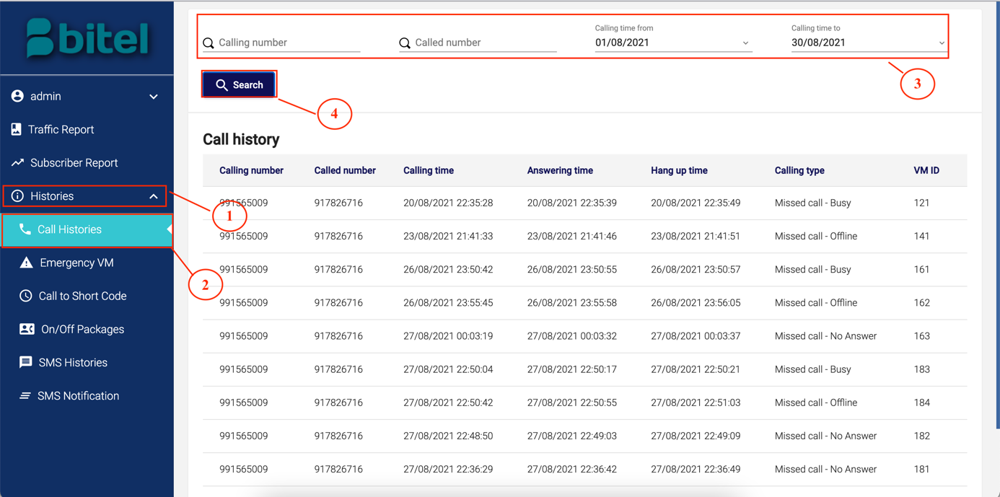 bitel
admin
Traffic Report
Subscriber Report
Histories
Call Histories
Emergency VM
Call to Short Code
On/Off Packages
SMS Histories
SMS Notification
1
2
Calling number
Called number
Calling time from
01/08/2021
Calling time to
30/08/2021
3
Search
4
Call history
Calling number Called number Calling time Answering time Hang up time Calling type VM ID
991565009 917826716 20/08/2021 22:35:28 20/08/2021 22:35:39 20/08/2021 22:35:49 Missed call - Busy 121
991565009 917826716 23/08/2021 21:41:33 23/08/2021 21:41:46 23/08/2021 21:41:51 Missed call - Offline 141
991565009 917826716 26/08/2021 23:50:42 26/08/2021 23:50:55 26/08/2021 23:50:57 Missed call - Busy 161
991565009 917826716 26/08/2021 23:55:45 26/08/2021 23:55:58 26/08/2021 23:56:05 Missed call - Offline 162
991565009 917826716 27/08/2021 00:03:19 27/08/2021 00:03:32 27/08/2021 00:03:37 Missed call - No Answer 163
991565009 917826716 27/08/2021 22:50:04 27/08/2021 22:50:17 27/08/2021 22:50:21 Missed call - Busy 183
991565009 917826716 27/08/2021 22:50:42 27/08/2021 22:50:55 27/08/2021 22:51:03 Missed call - Offline 184
991565009 917826716 27/08/2021 22:48:50 27/08/2021 22:49:03 27/08/2021 22:49:09 Missed call - No Answer 182
991565009 917826716 27/08/2021 22:36:29 27/08/2021 22:36:42 27/08/2021 22:36:49 Missed call - No Answer 181